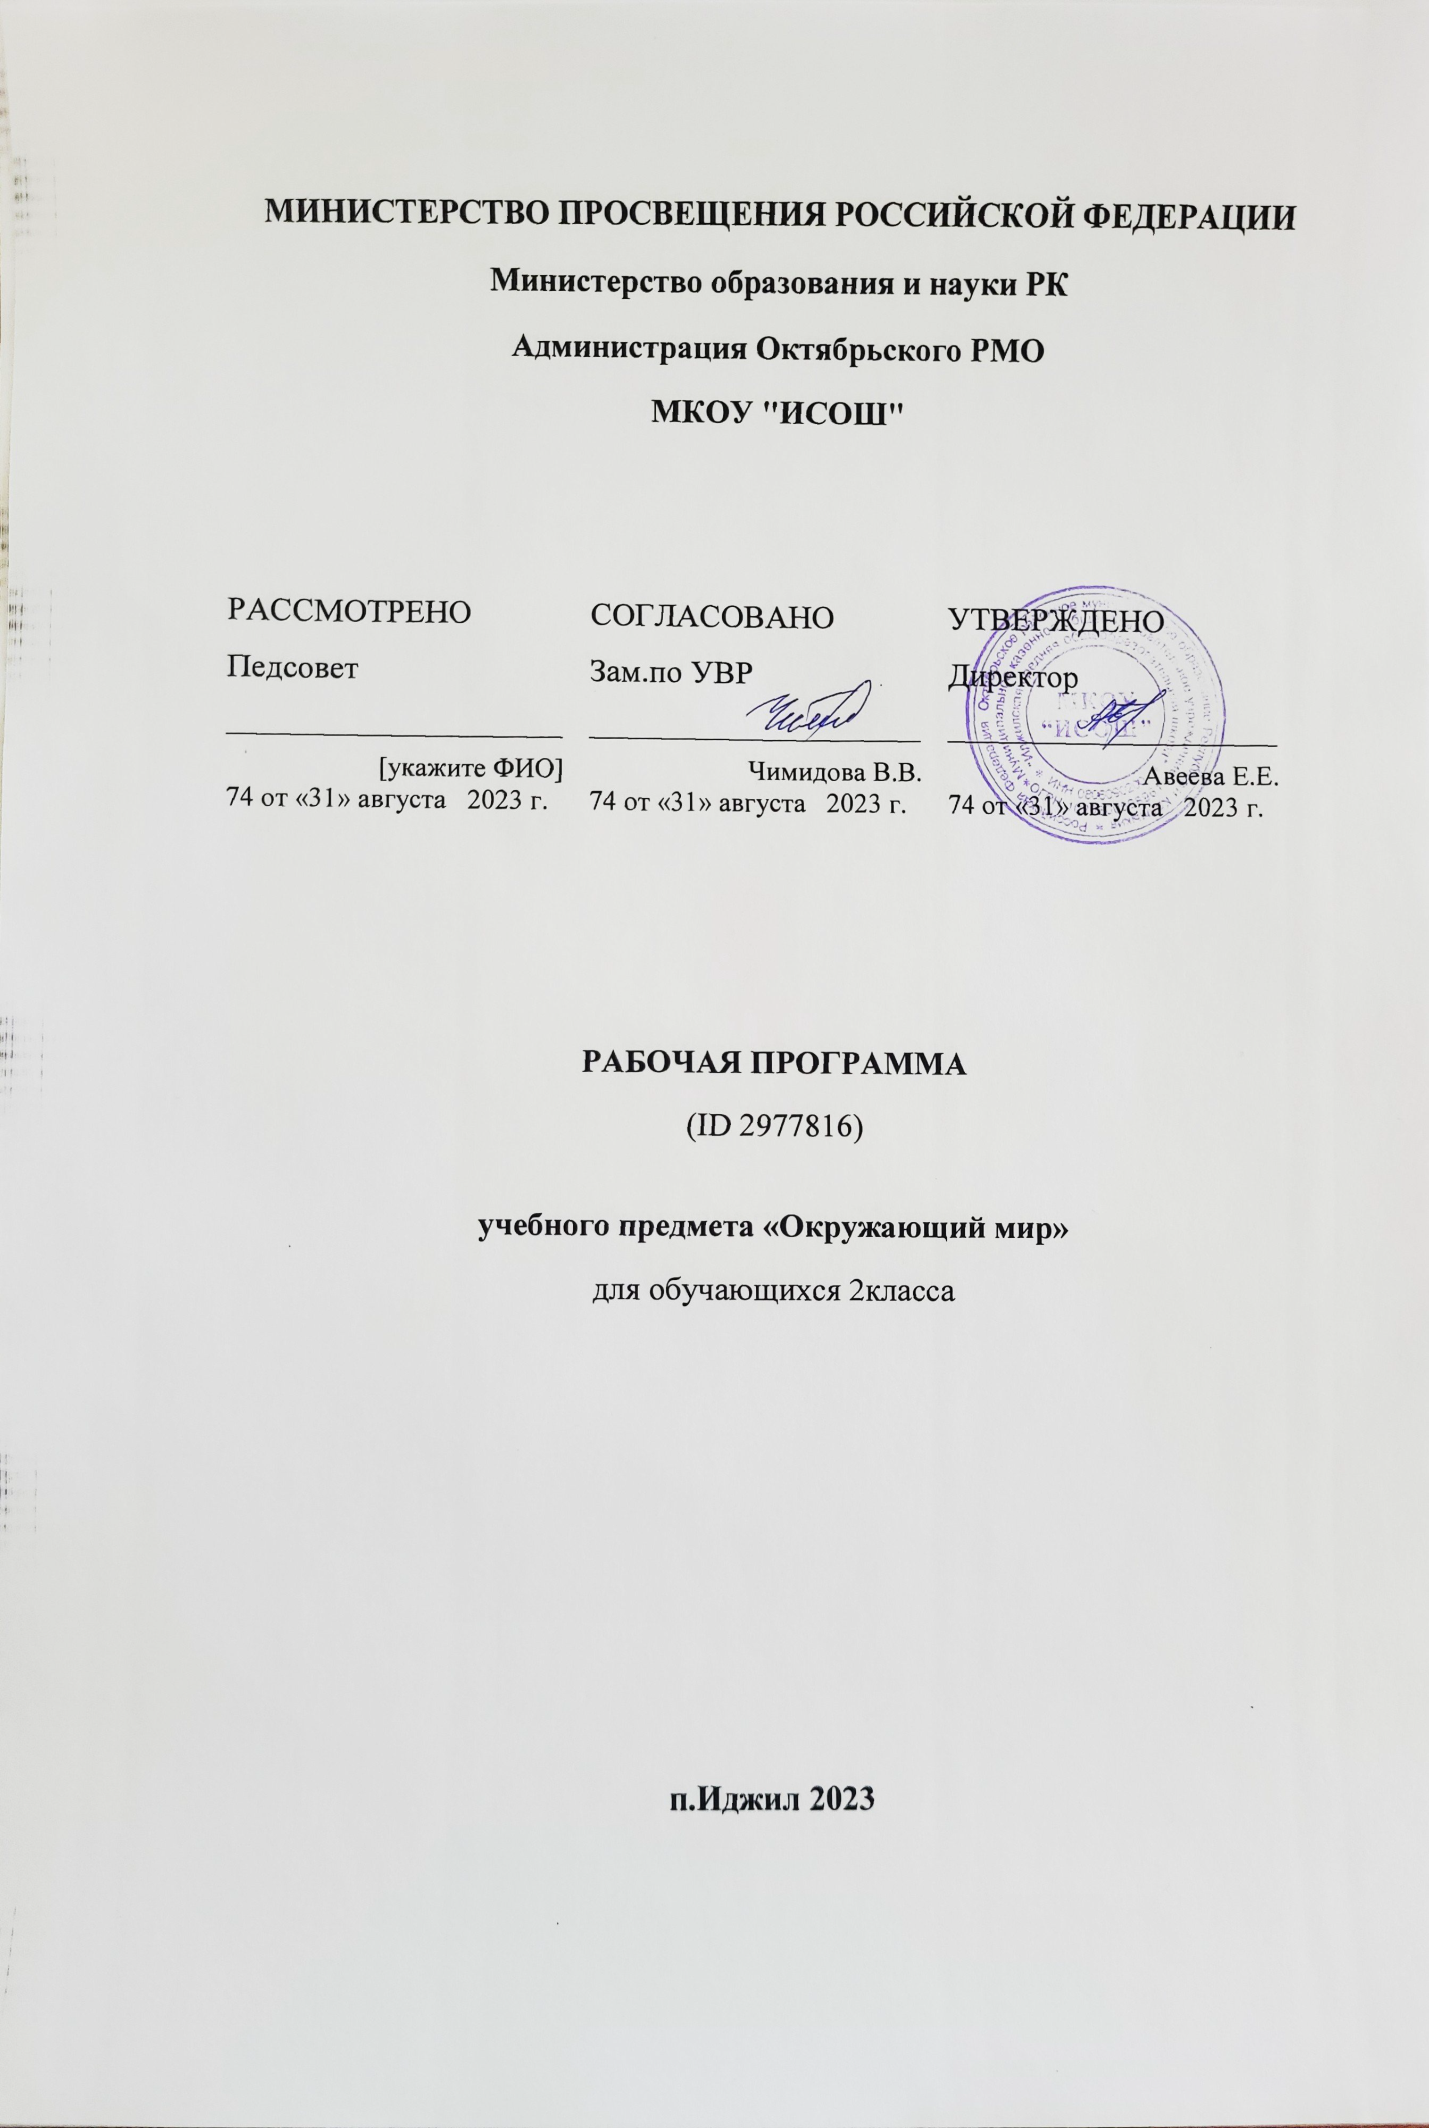 МИНИСТЕРСТВО ПРОСВЕЩЕНИЯ РОССИЙСКОЙ ФЕДЕРАЦИИ
Министерство образования и науки РК
Администрация Октябрьского РМО
МКОУ "ИСОШ"
РАССМОТРЕНО
Педсовет
[укажите ФИО]
74 от «31» августа 2023 г.
СОГЛАСОВАНО
Зам.по УВР
Чимидова В.В.
74 от «31» августа 2023 г.
УТВЕРЖДЕНО
Директор
Авеева Е.Е.
74 от «31» августа 2023 г.
МКОУ
“ИСОШ”
РАБОЧАЯ ПРОГРАММА
(ID 2977816)
учебного предмета «Окружающий мир»
для обучающихся 2класса
п.Иджил 2023